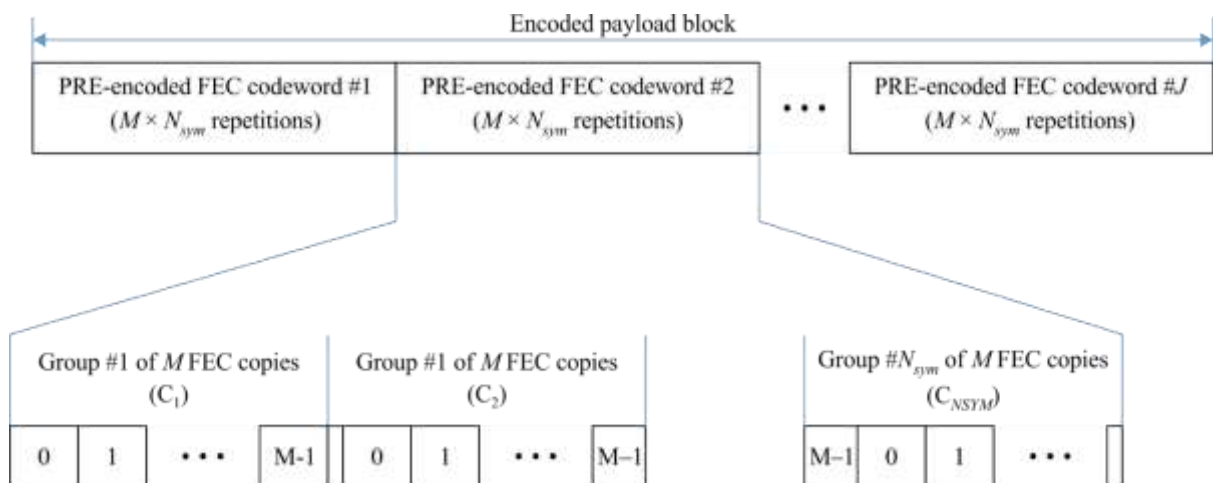 Encoded payload block
PRE-encoded FEC codeword #1
(M × Nsym repetitions)
PRE-encoded FEC codeword #2
(M × Nsym repetitions)
• • •
PRE-encoded FEC codeword #J
(M × Nsym repetitions)
Group #1 of M FEC copies
(C1)
Group #1 of M FEC copies
(C2)
Group #Nsym of M FEC copies
(CNSYM)
0 1 • • • M-1 0 1 • • • M–1 M–1 0 1 • • •